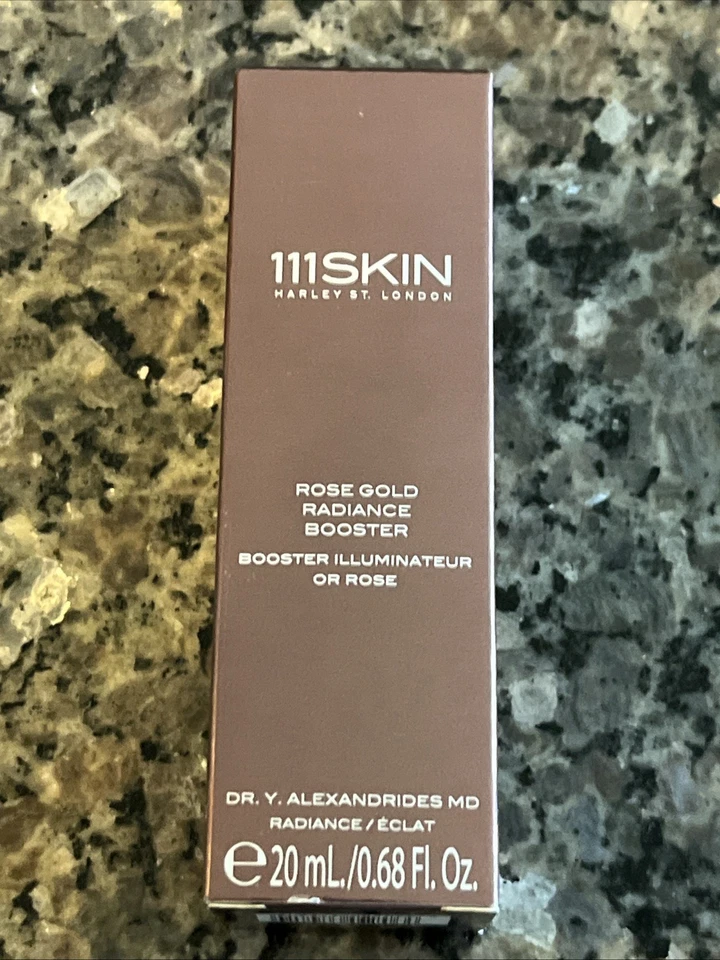 111SKIN
HARLEY ST. LONDON
ROSE GOLD
RADIANCE
BOOSTER
BOOSTER ILLUMINATEUR
OR ROSE
DR. Y. ALEXANDRIDES MD
RADIANCE / ÉCLAT
℮ 20 mL./0.68 Fl. Oz.